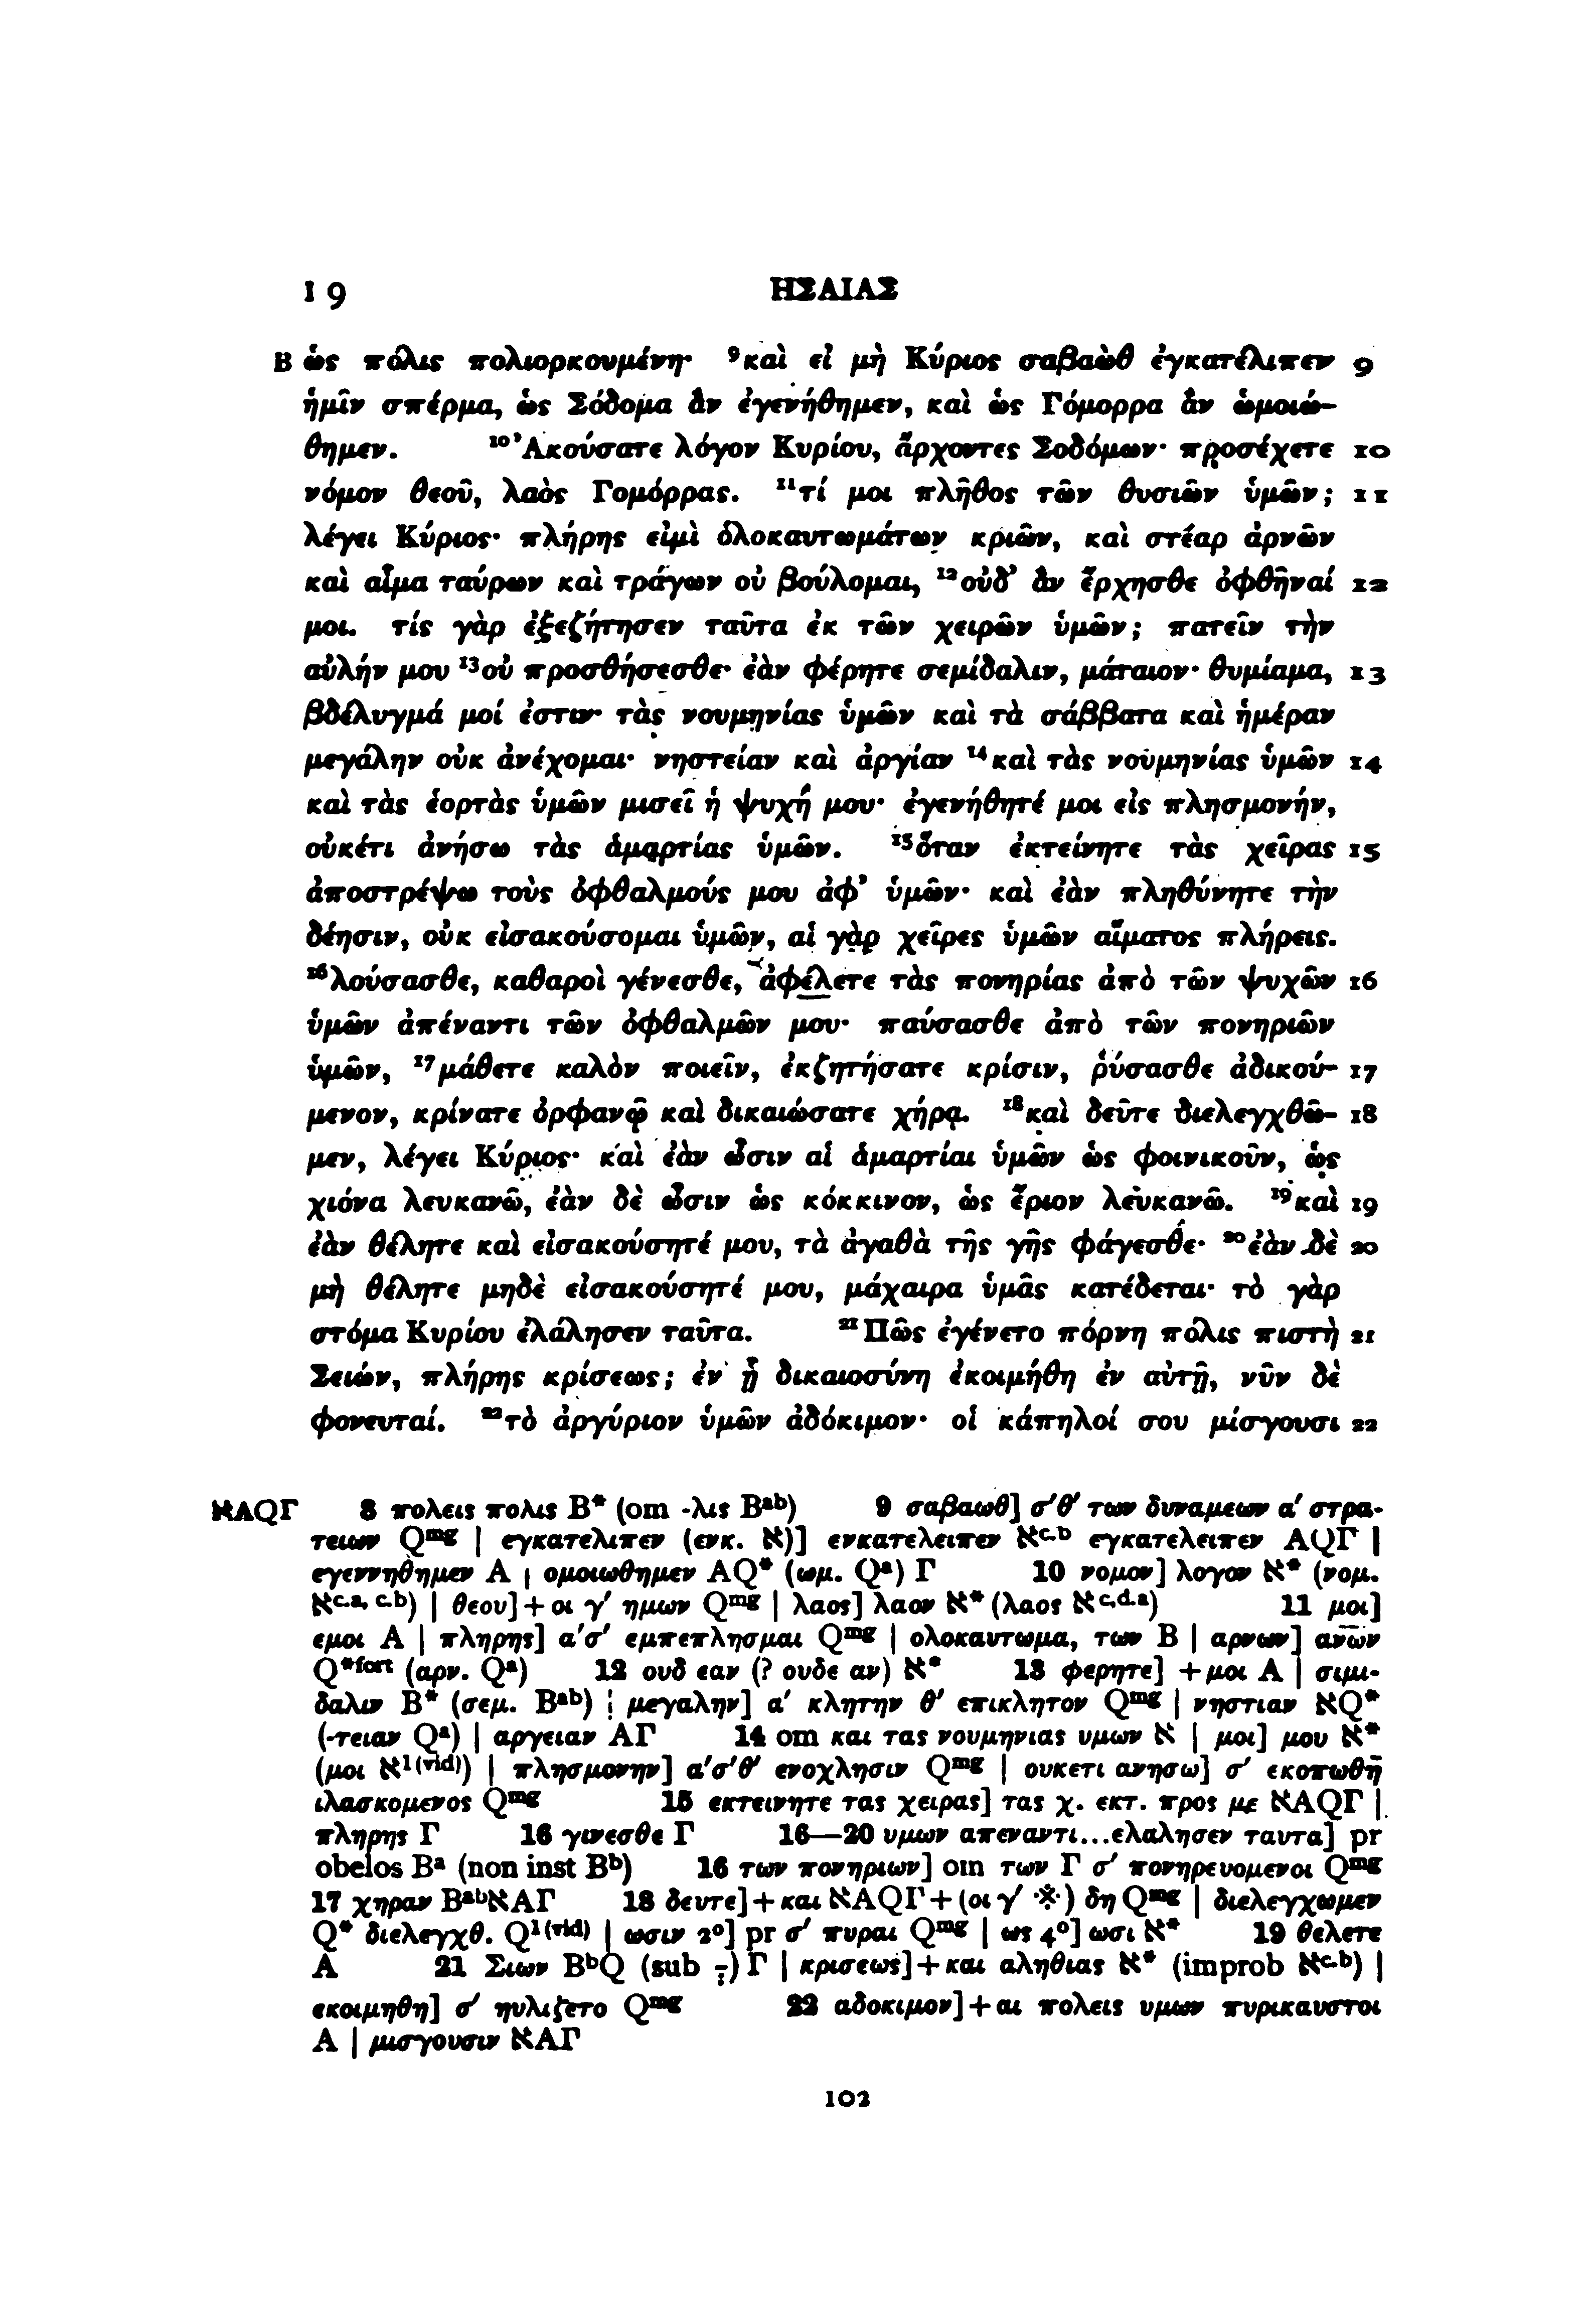 I 9 ΗΣΑΙΑΣ
B ὡς πόλις πολιορκουμένη· ⁹καὶ εἰ μὴ Κύριος σαβαὼθ ἐγκατέλιπεν 9
ἡμῖν σπέρμα, ὡς Σόδομα ἂν ἐγενήθημεν, καὶ ὡς Γόμορρα ἂν ὡμοιώ-
θημεν. ¹⁰Ἀκούσατε λόγον Κυρίου, ἄρχοντες Σοδόμων· προσέχετε 10
νόμον θεοῦ, λαὸς Γομόρρας. ¹¹τί μοι πλῆθος τῶν θυσιῶν ὑμῶν; 11
λέγει Κύριος· πλήρης εἰμὶ ὁλοκαυτωμάτων κριῶν, καὶ στέαρ ἀρνῶν
καὶ αἷμα ταύρων καὶ τράγων οὐ βούλομαι, ¹²οὐδ᾽ ἂν ἔρχησθε ὀφθῆναί 12
μοι. τίς γὰρ ἐξεζήτησεν ταῦτα ἐκ τῶν χειρῶν ὑμῶν; πατεῖν τὴν
αὐλήν μου ¹³οὐ προσθήσεσθε· ἐὰν φέρητε σεμίδαλιν, μάταιον· θυμίαμα, 13
βδέλυγμά μοί ἐστιν· τὰς νουμηνίας ὑμῶν καὶ τὰ σάββατα καὶ ἡμέραν
μεγάλην οὐκ ἀνέχομαι· νηστείαν καὶ ἀργίαν ¹⁴καὶ τὰς νουμηνίας ὑμῶν 14
καὶ τὰς ἑορτὰς ὑμῶν μισεῖ ἡ ψυχή μου· ἐγενήθητέ μοι εἰς πλησμονήν,
οὐκέτι ἀνήσω τὰς ἁμαρτίας ὑμῶν. ¹⁵ὅταν ἐκτείνητε τὰς χεῖρας 15
ἀποστρέψω τοὺς ὀφθαλμούς μου ἀφ᾽ ὑμῶν· καὶ ἐὰν πληθύνητε τὴν
δέησιν, οὐκ εἰσακούσομαι ὑμῶν, αἱ γὰρ χεῖρες ὑμῶν αἵματος πλήρεις.
¹⁶λούσασθε, καθαροὶ γένεσθε, ἀφέλετε τὰς πονηρίας ἀπὸ τῶν ψυχῶν 16
ὑμῶν ἀπέναντι τῶν ὀφθαλμῶν μου· παύσασθε ἀπὸ τῶν πονηριῶν
ὑμῶν, ¹⁷μάθετε καλὸν ποιεῖν, ἐκζητήσατε κρίσιν, ῥύσασθε ἀδικού- 17
μενον, κρίνατε ὀρφανῷ καὶ δικαιώσατε χήρᾳ. ¹⁸καὶ δεῦτε διελεγχθῶ- 18
μεν, λέγει Κύριος· καὶ ἐὰν ὦσιν αἱ ἁμαρτίαι ὑμῶν ὡς φοινικοῦν, ὡς
χιόνα λευκανῶ, ἐὰν δὲ ὦσιν ὡς κόκκινον, ὡς ἔριον λευκανῶ. ¹⁹καὶ 19
ἐὰν θέλητε καὶ εἰσακούσητέ μου, τὰ ἀγαθὰ τῆς γῆς φάγεσθε· ²⁰ἐὰν δὲ 20
μὴ θέλητε μηδὲ εἰσακούσητέ μου, μάχαιρα ὑμᾶς κατέδεται· τὸ γὰρ
στόμα Κυρίου ἐλάλησεν ταῦτα. ²¹Πῶς ἐγένετο πόρνη πόλις πιστὴ 21
Σειών, πλήρης κρίσεως; ἐν ᾗ δικαιοσύνη ἐκοιμήθη ἐν αὐτῇ, νῦν δὲ
φονευταί. ²²τὸ ἀργύριον ὑμῶν ἀδόκιμον· οἱ κάπηλοί σου μίσγουσι 22
ℵAQΓ 8 πολεις πολις B* (om -λις Bᵃᵇ) 9 σαβαωθ] σ′θ′ των δυναμεων α′ στρα-
τειων Qᵐᵍ | εγκατελιπεν (ενκ. ℵ)] ενκατελειπεν ℵᶜ·ᵇ εγκατελειπεν AQΓ |
εγεννηθημεν A | ομοιωθημεν AQ* (ωμ. Qᵃ) Γ 10 νομον] λογον ℵ* (νομ.
ℵᶜ·ᵃ, ᶜ·ᵇ) | θεου] + οι γ′ ημων Qᵐᵍ | λαος] λαον ℵ* (λαος ℵᶜ·ᵈ·ᵃ) 11 μοι]
εμοι A | πληρης] α′σ′ εμπεπλησμαι Qᵐᵍ | ολοκαυτωμα, των B | αρνων] αν̅ω̅ν̅
Q*ᶠᵒʳᵗ (αρν. Qᵃ) 12 ουδ εαν (? ουδε αν) ℵ* 13 φερητε] + μοι A | σιμι-
δαλιν B* (σεμ. Bᵃᵇ) | μεγαλην] α′ κλητην θ′ επικλητον Qᵐᵍ | νηστιαν ℵQ*
(-τειαν Qᵃ) | αργειαν AΓ 14 om και τας νουμηνιας υμων ℵ | μοι] μου ℵ*
(μοι ℵ¹⁽ᵛⁱᵈ⁾) | πλησμονην] α′σ′θ′ ενοχλησιν Qᵐᵍ | ουκετι ανησω] σ′ εκοπωθη̅
ιλασκομενος Qᵐᵍ 15 εκτεινητε τας χειρας] τας χ. εκτ. προς με ℵAQΓ |
πληρης Γ 16 γινεσθε Γ 16—20 υμων απεναντι...ελαλησεν ταυτα] pr
obelos Bᵃ (non inst Bᵇ) 16 των πονηριων] om των Γ σ′ πονηρευομενοι Qᵐᵍ
17 χηραν BᵃᵇℵAΓ 18 δευτε] + και ℵAQΓ + (οι γ′ ※) δη Qᵐᵍ | διελεγχωμεν
Q* διελεγχθ. Q¹⁽ᵛⁱᵈ⁾ | ωσιν 2°] pr σ′ πυραι Qᵐᵍ | ως 4°] ωσι ℵ* 19 θελετε
A 21 Σιων BᵇQ (sub ÷) Γ | κρισεως] + και αληθιας ℵ* (improb ℵᶜ·ᵇ) |
εκοιμηθη] σ′ ηυλιζετο Qᵐᵍ 22 αδοκιμον] + αι πολεις υμων πυρικαυστοι
A | μισγουσιν ℵAΓ
102